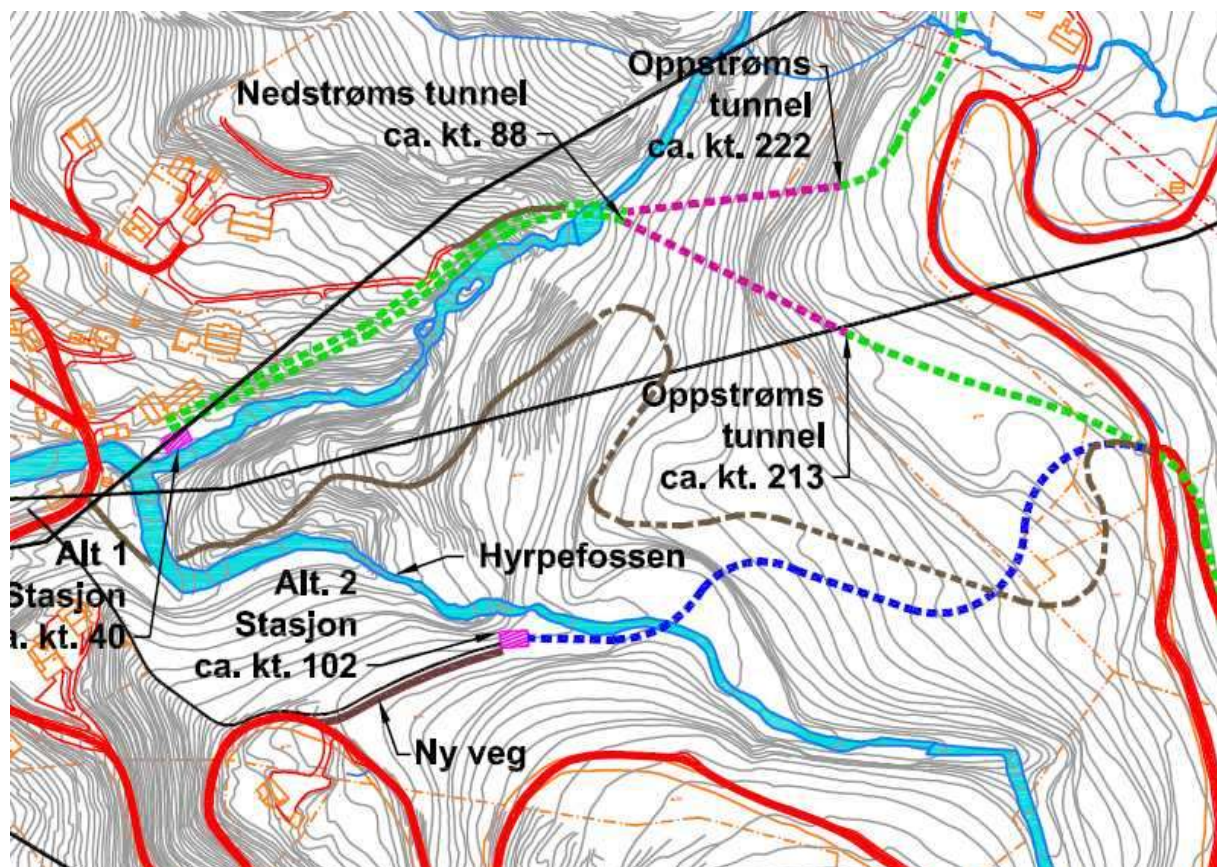 Oppstrøms
tunnel
ca. kt. 222
Nedstrøms tunnel
ca. kt. 88
Oppstrøms
tunnel
ca. kt. 213
Hyrpefossen
Alt 1
Stasjon
a. kt. 40
Alt. 2
Stasjon
ca. kt. 102
Ny veg